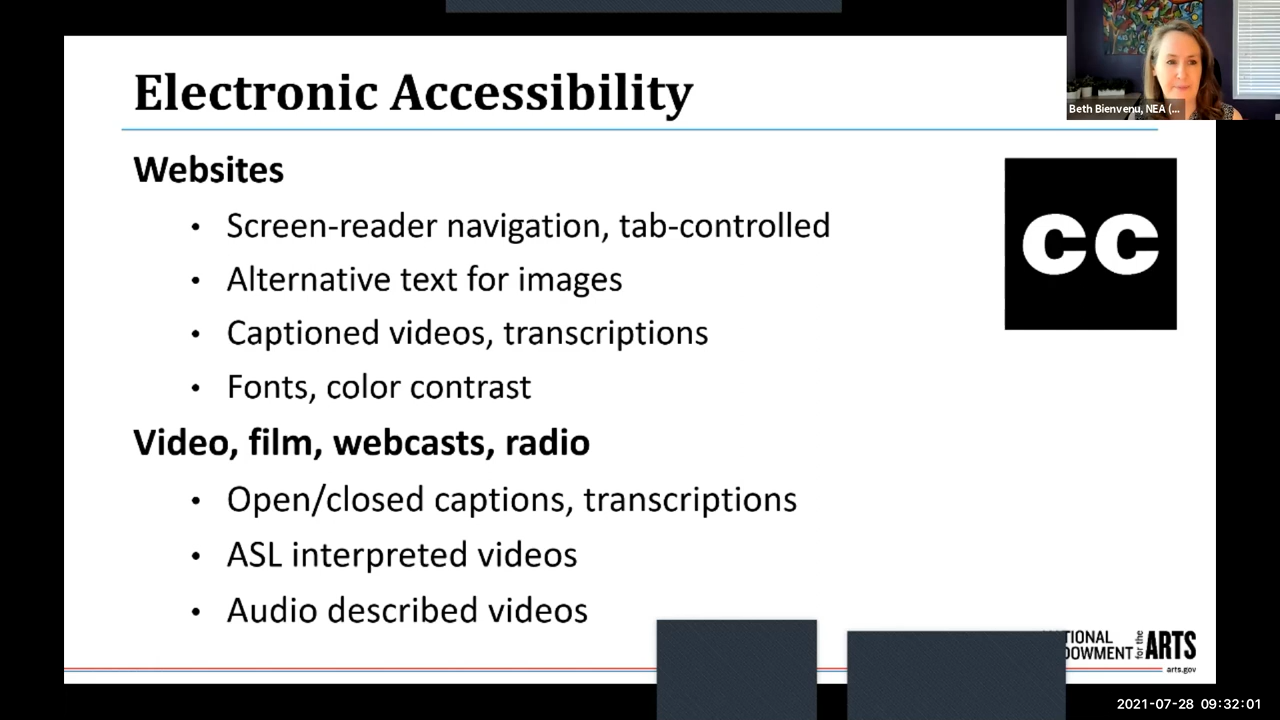 Electronic Accessibility
Beth Bienvenu, NEA (...
Websites
• Screen-reader navigation, tab-controlled
• Alternative text for images
• Captioned videos, transcriptions
• Fonts, color contrast
CC
Video, film, webcasts, radio
• Open/closed captions, transcriptions
• ASL interpreted videos
• Audio described videos
for the ARTS
arts.gov
2021-07-28 09:32:01